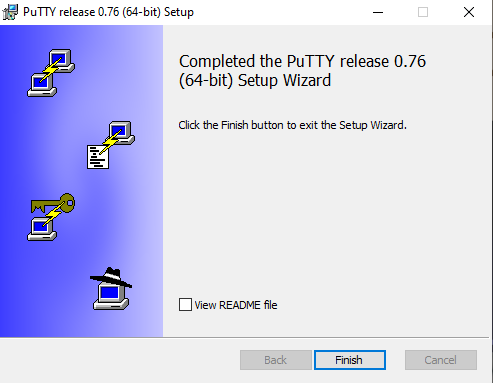 PuTTY release 0.76 (64-bit) Setup
Completed the PuTTY release 0.76
(64-bit) Setup Wizard
Click the Finish button to exit the Setup Wizard.
View README file
Back
Finish
Cancel